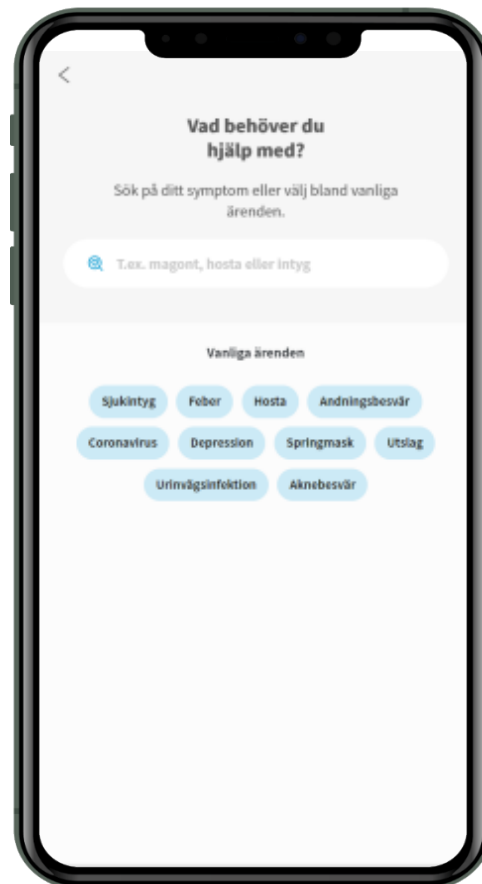 Vad behöver du
hjälp med?
Sök på ditt symptom eller välj bland vanliga
ärenden.
T.ex. magont, hosta eller intyg
Vanliga ärenden
Sjukintyg Feber Hosta Andningsbesvär
Coronavirus Depression Springmask Utslag
Urinvägsinfektion Aknebesvär